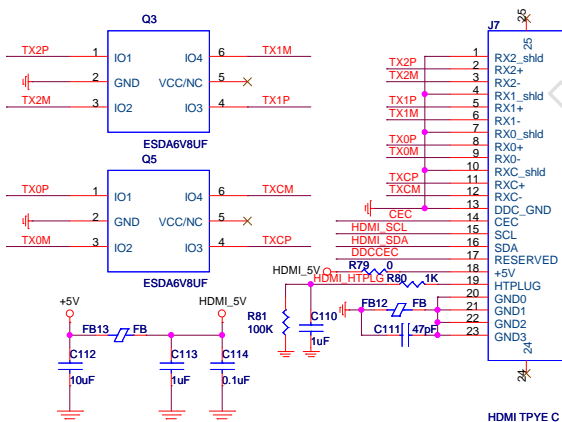 Q3
TX2P 1 IO1 IO4 6 TX1M
2 GND VCC/NC 5
TX2M 3 IO2 IO3 4 TX1P
ESDA6V8UF
Q5
TX0P 1 IO1 IO4 6 TXCM
2 GND VCC/NC 5
TX0M 3 IO2 IO3 4 TXCP
ESDA6V8UF
J7
25
25
1 RX2_shld
TX2P 2 RX2+
TX2M 3 RX2-
4 RX1_shld
TX1P 5 RX1+
TX1M 6 RX1-
7 RX0_shld
TX0P 8 RX0+
TX0M 9 RX0-
10 RXC_shld
TXCP 11 RXC+
TXCM 12 RXC-
13 DDC_GND
CEC 14 CEC
HDMI_SCL 15 SCL
HDMI_SDA 16 SDA
DDCCEC 17 RESERVED
HDMI_5V R79 0 18 +5V
HDMI_HTPLG R80 1K 19 HTPLUG
20 GND0
FB12 FB 21 GND1
22 GND2
C111 47pF 23 GND3
24
24
R81
100K
C110
1uF
+5V
HDMI_5V
FB13 FB
C112
10uF
C113
1uF
C114
0.1uF
HDMI TPYE C